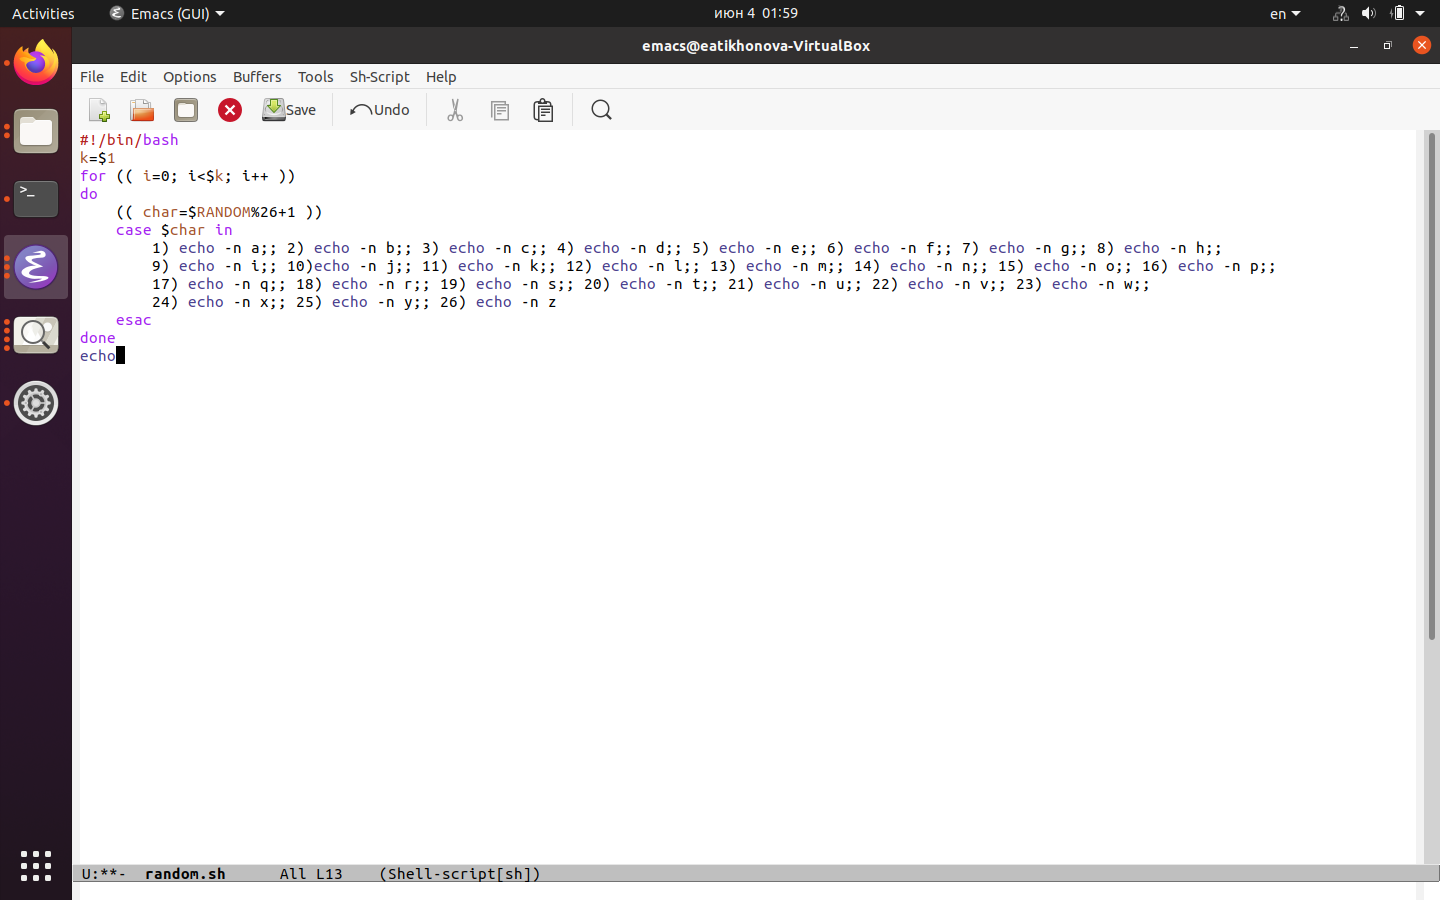 Activities Emacs (GUI) июн 4 01:59 en
emacs@eatikhonova-VirtualBox
File Edit Options Buffers Tools Sh-Script Help
Save Undo
#!/bin/bash
k=$1
for (( i=0; i<$k; i++ ))
do
    (( char=$RANDOM%26+1 ))
    case $char in
        1) echo -n a;; 2) echo -n b;; 3) echo -n c;; 4) echo -n d;; 5) echo -n e;; 6) echo -n f;; 7) echo -n g;; 8) echo -n h;;
        9) echo -n i;; 10)echo -n j;; 11) echo -n k;; 12) echo -n l;; 13) echo -n m;; 14) echo -n n;; 15) echo -n o;; 16) echo -n p;;
        17) echo -n q;; 18) echo -n r;; 19) echo -n s;; 20) echo -n t;; 21) echo -n u;; 22) echo -n v;; 23) echo -n w;;
        24) echo -n x;; 25) echo -n y;; 26) echo -n z
    esac
done
echo
U:**-  random.sh      All L13    (Shell-script[sh])